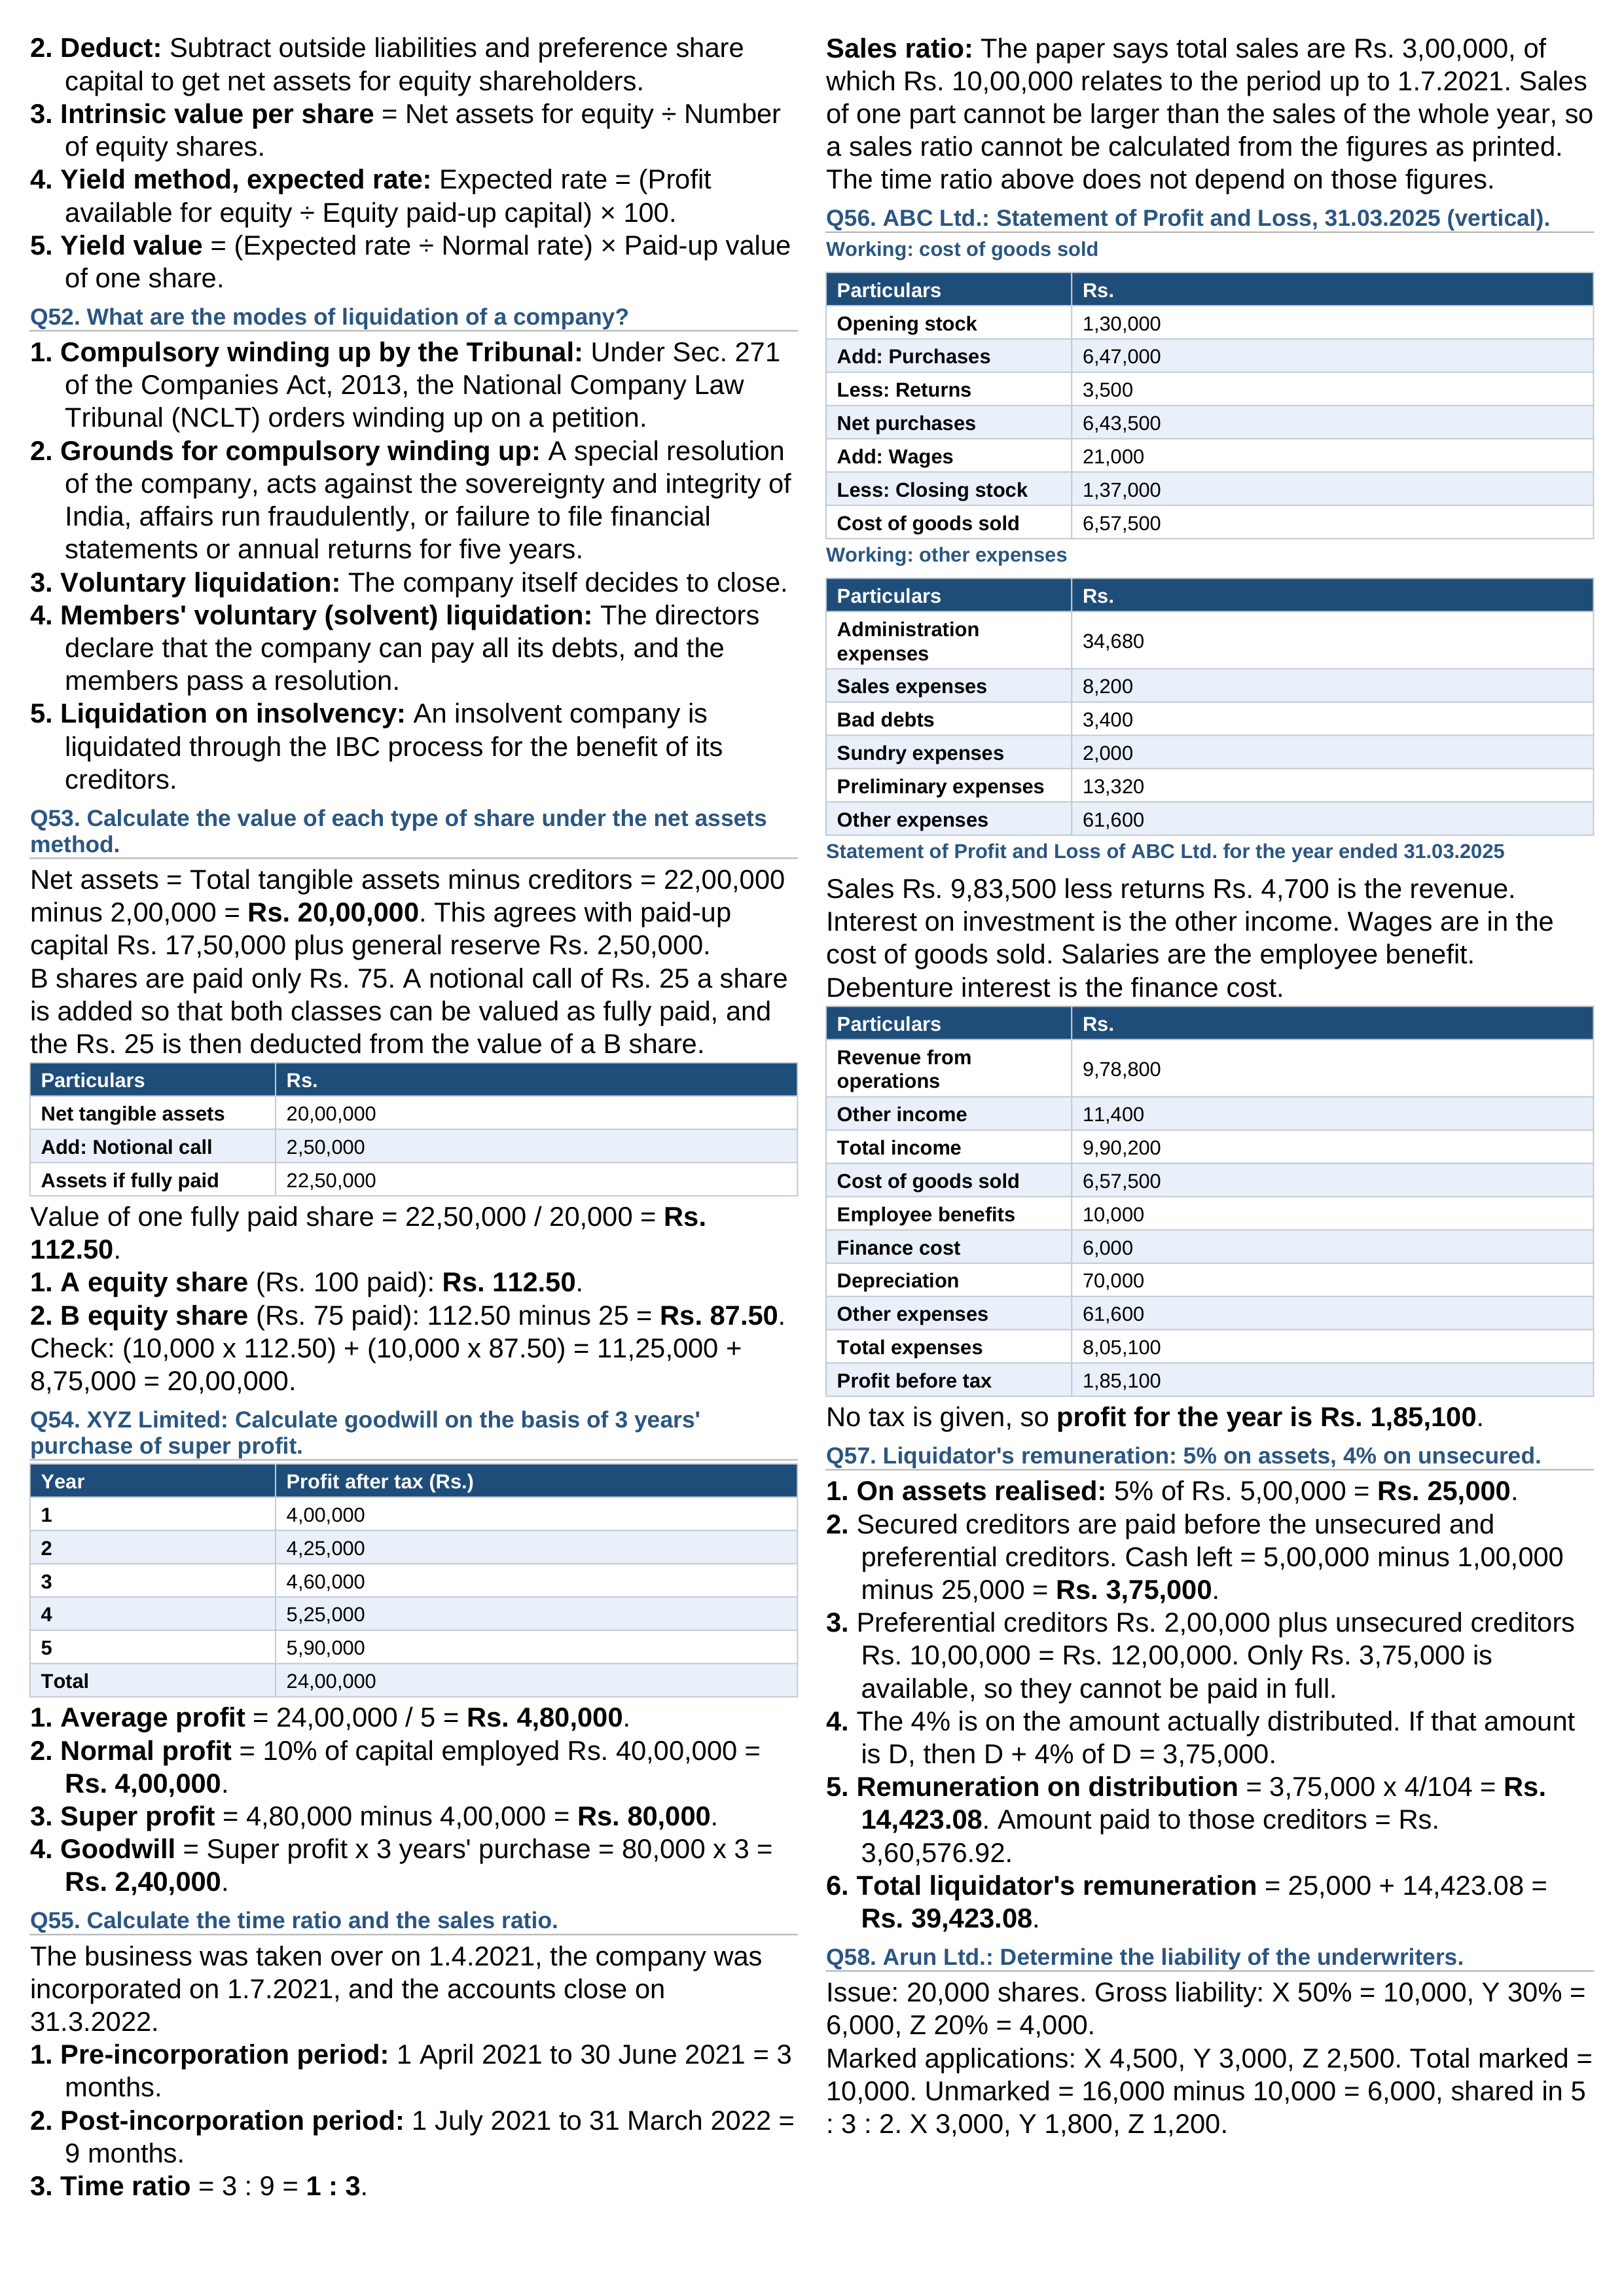 2. Deduct: Subtract outside liabilities and preference share
capital to get net assets for equity shareholders.
3. Intrinsic value per share = Net assets for equity ÷ Number
of equity shares.
4. Yield method, expected rate: Expected rate = (Profit
available for equity ÷ Equity paid-up capital) × 100.
5. Yield value = (Expected rate ÷ Normal rate) × Paid-up value
of one share.
Q52. What are the modes of liquidation of a company?
1. Compulsory winding up by the Tribunal: Under Sec. 271
of the Companies Act, 2013, the National Company Law
Tribunal (NCLT) orders winding up on a petition.
2. Grounds for compulsory winding up: A special resolution
of the company, acts against the sovereignty and integrity of
India, affairs run fraudulently, or failure to file financial
statements or annual returns for five years.
3. Voluntary liquidation: The company itself decides to close.
4. Members' voluntary (solvent) liquidation: The directors
declare that the company can pay all its debts, and the
members pass a resolution.
5. Liquidation on insolvency: An insolvent company is
liquidated through the IBC process for the benefit of its
creditors.
Q53. Calculate the value of each type of share under the net assets
method.
Net assets = Total tangible assets minus creditors = 22,00,000
minus 2,00,000 = Rs. 20,00,000. This agrees with paid-up
capital Rs. 17,50,000 plus general reserve Rs. 2,50,000.
B shares are paid only Rs. 75. A notional call of Rs. 25 a share
is added so that both classes can be valued as fully paid, and
the Rs. 25 is then deducted from the value of a B share.
Particulars Rs.
Net tangible assets 20,00,000
Add: Notional call 2,50,000
Assets if fully paid 22,50,000
Value of one fully paid share = 22,50,000 / 20,000 = Rs.
112.50.
1. A equity share (Rs. 100 paid): Rs. 112.50.
2. B equity share (Rs. 75 paid): 112.50 minus 25 = Rs. 87.50.
Check: (10,000 x 112.50) + (10,000 x 87.50) = 11,25,000 +
8,75,000 = 20,00,000.
Q54. XYZ Limited: Calculate goodwill on the basis of 3 years'
purchase of super profit.
Year Profit after tax (Rs.)
1 4,00,000
2 4,25,000
3 4,60,000
4 5,25,000
5 5,90,000
Total 24,00,000
1. Average profit = 24,00,000 / 5 = Rs. 4,80,000.
2. Normal profit = 10% of capital employed Rs. 40,00,000 =
Rs. 4,00,000.
3. Super profit = 4,80,000 minus 4,00,000 = Rs. 80,000.
4. Goodwill = Super profit x 3 years' purchase = 80,000 x 3 =
Rs. 2,40,000.
Q55. Calculate the time ratio and the sales ratio.
The business was taken over on 1.4.2021, the company was
incorporated on 1.7.2021, and the accounts close on
31.3.2022.
1. Pre-incorporation period: 1 April 2021 to 30 June 2021 = 3
months.
2. Post-incorporation period: 1 July 2021 to 31 March 2022 =
9 months.
3. Time ratio = 3 : 9 = 1 : 3.
Sales ratio: The paper says total sales are Rs. 3,00,000, of
which Rs. 10,00,000 relates to the period up to 1.7.2021. Sales
of one part cannot be larger than the sales of the whole year, so
a sales ratio cannot be calculated from the figures as printed.
The time ratio above does not depend on those figures.
Q56. ABC Ltd.: Statement of Profit and Loss, 31.03.2025 (vertical).
Working: cost of goods sold
Particulars Rs.
Opening stock 1,30,000
Add: Purchases 6,47,000
Less: Returns 3,500
Net purchases 6,43,500
Add: Wages 21,000
Less: Closing stock 1,37,000
Cost of goods sold 6,57,500
Working: other expenses
Particulars Rs.
Administration
expenses 34,680
Sales expenses 8,200
Bad debts 3,400
Sundry expenses 2,000
Preliminary expenses 13,320
Other expenses 61,600
Statement of Profit and Loss of ABC Ltd. for the year ended 31.03.2025
Sales Rs. 9,83,500 less returns Rs. 4,700 is the revenue.
Interest on investment is the other income. Wages are in the
cost of goods sold. Salaries are the employee benefit.
Debenture interest is the finance cost.
Particulars Rs.
Revenue from
operations 9,78,800
Other income 11,400
Total income 9,90,200
Cost of goods sold 6,57,500
Employee benefits 10,000
Finance cost 6,000
Depreciation 70,000
Other expenses 61,600
Total expenses 8,05,100
Profit before tax 1,85,100
No tax is given, so profit for the year is Rs. 1,85,100.
Q57. Liquidator's remuneration: 5% on assets, 4% on unsecured.
1. On assets realised: 5% of Rs. 5,00,000 = Rs. 25,000.
2. Secured creditors are paid before the unsecured and
preferential creditors. Cash left = 5,00,000 minus 1,00,000
minus 25,000 = Rs. 3,75,000.
3. Preferential creditors Rs. 2,00,000 plus unsecured creditors
Rs. 10,00,000 = Rs. 12,00,000. Only Rs. 3,75,000 is
available, so they cannot be paid in full.
4. The 4% is on the amount actually distributed. If that amount
is D, then D + 4% of D = 3,75,000.
5. Remuneration on distribution = 3,75,000 x 4/104 = Rs.
14,423.08. Amount paid to those creditors = Rs.
3,60,576.92.
6. Total liquidator's remuneration = 25,000 + 14,423.08 =
Rs. 39,423.08.
Q58. Arun Ltd.: Determine the liability of the underwriters.
Issue: 20,000 shares. Gross liability: X 50% = 10,000, Y 30% =
6,000, Z 20% = 4,000.
Marked applications: X 4,500, Y 3,000, Z 2,500. Total marked =
10,000. Unmarked = 16,000 minus 10,000 = 6,000, shared in 5
: 3 : 2. X 3,000, Y 1,800, Z 1,200.